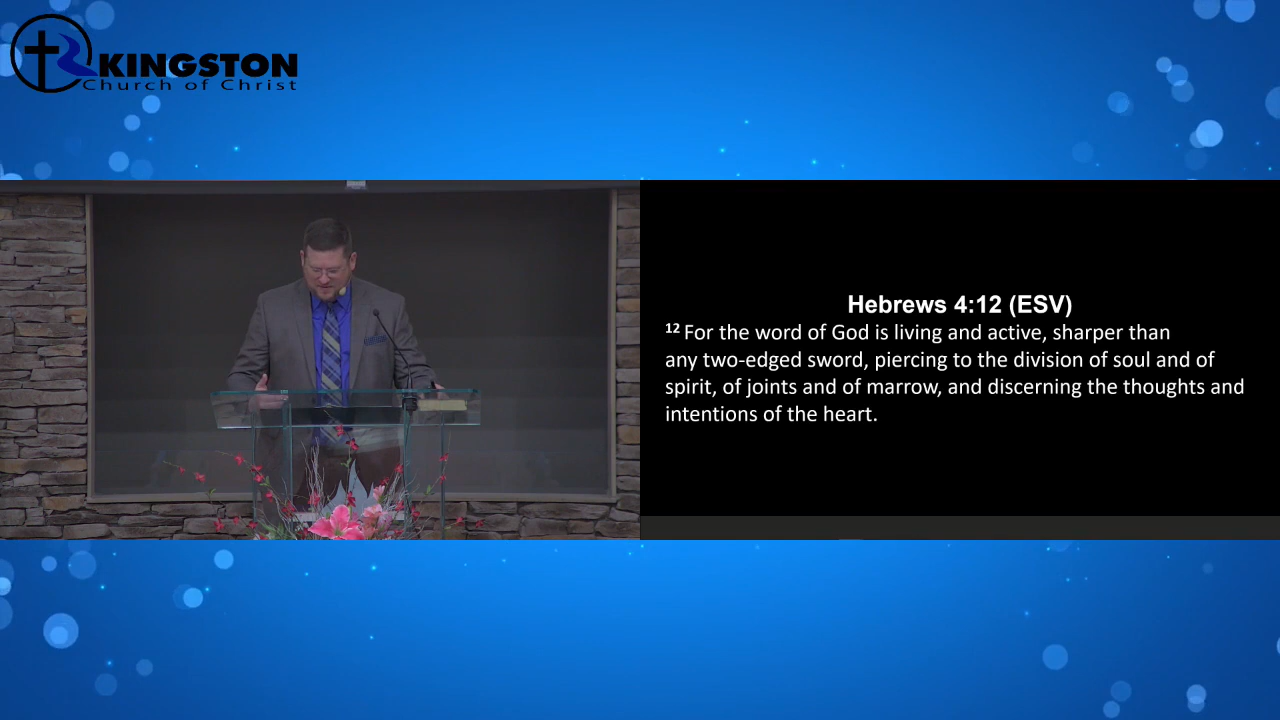 KINGSTON
Church of Christ
Hebrews 4:12 (ESV)
12 For the word of God is living and active, sharper than
any two-edged sword, piercing to the division of soul and of
spirit, of joints and of marrow, and discerning the thoughts and
intentions of the heart.